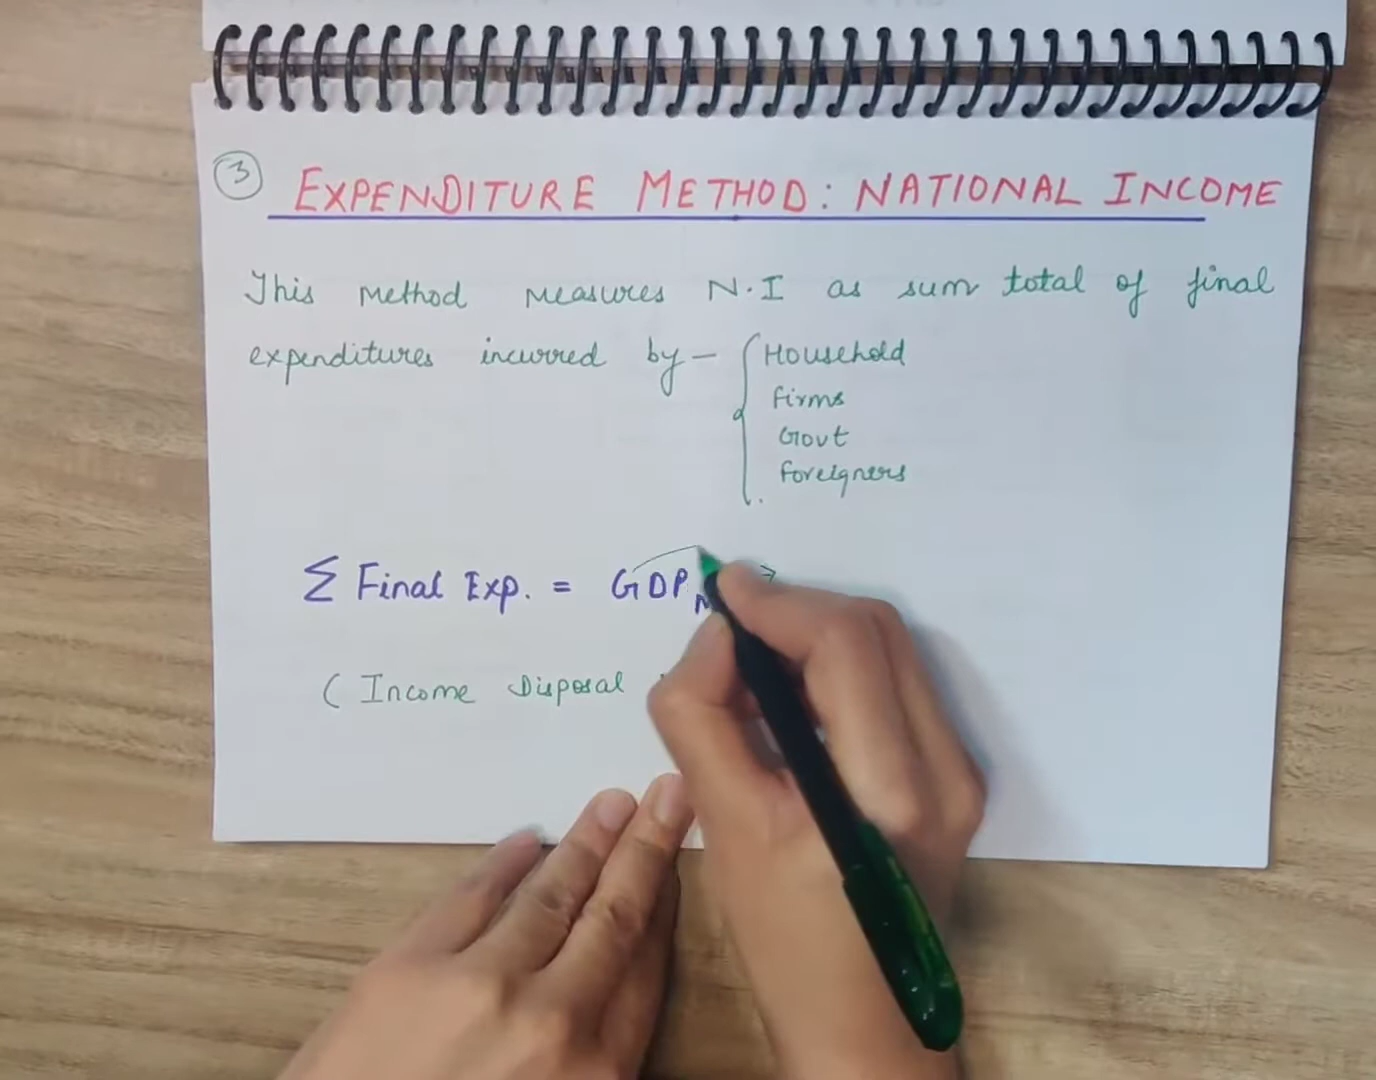 3 EXPENDITURE METHOD: NATIONAL INCOME
This method measures N.I as sum total of final
expenditures incurred by— Household
firms
Govt
foreigners
Σ Final Exp. = GDP
( Income Disposal